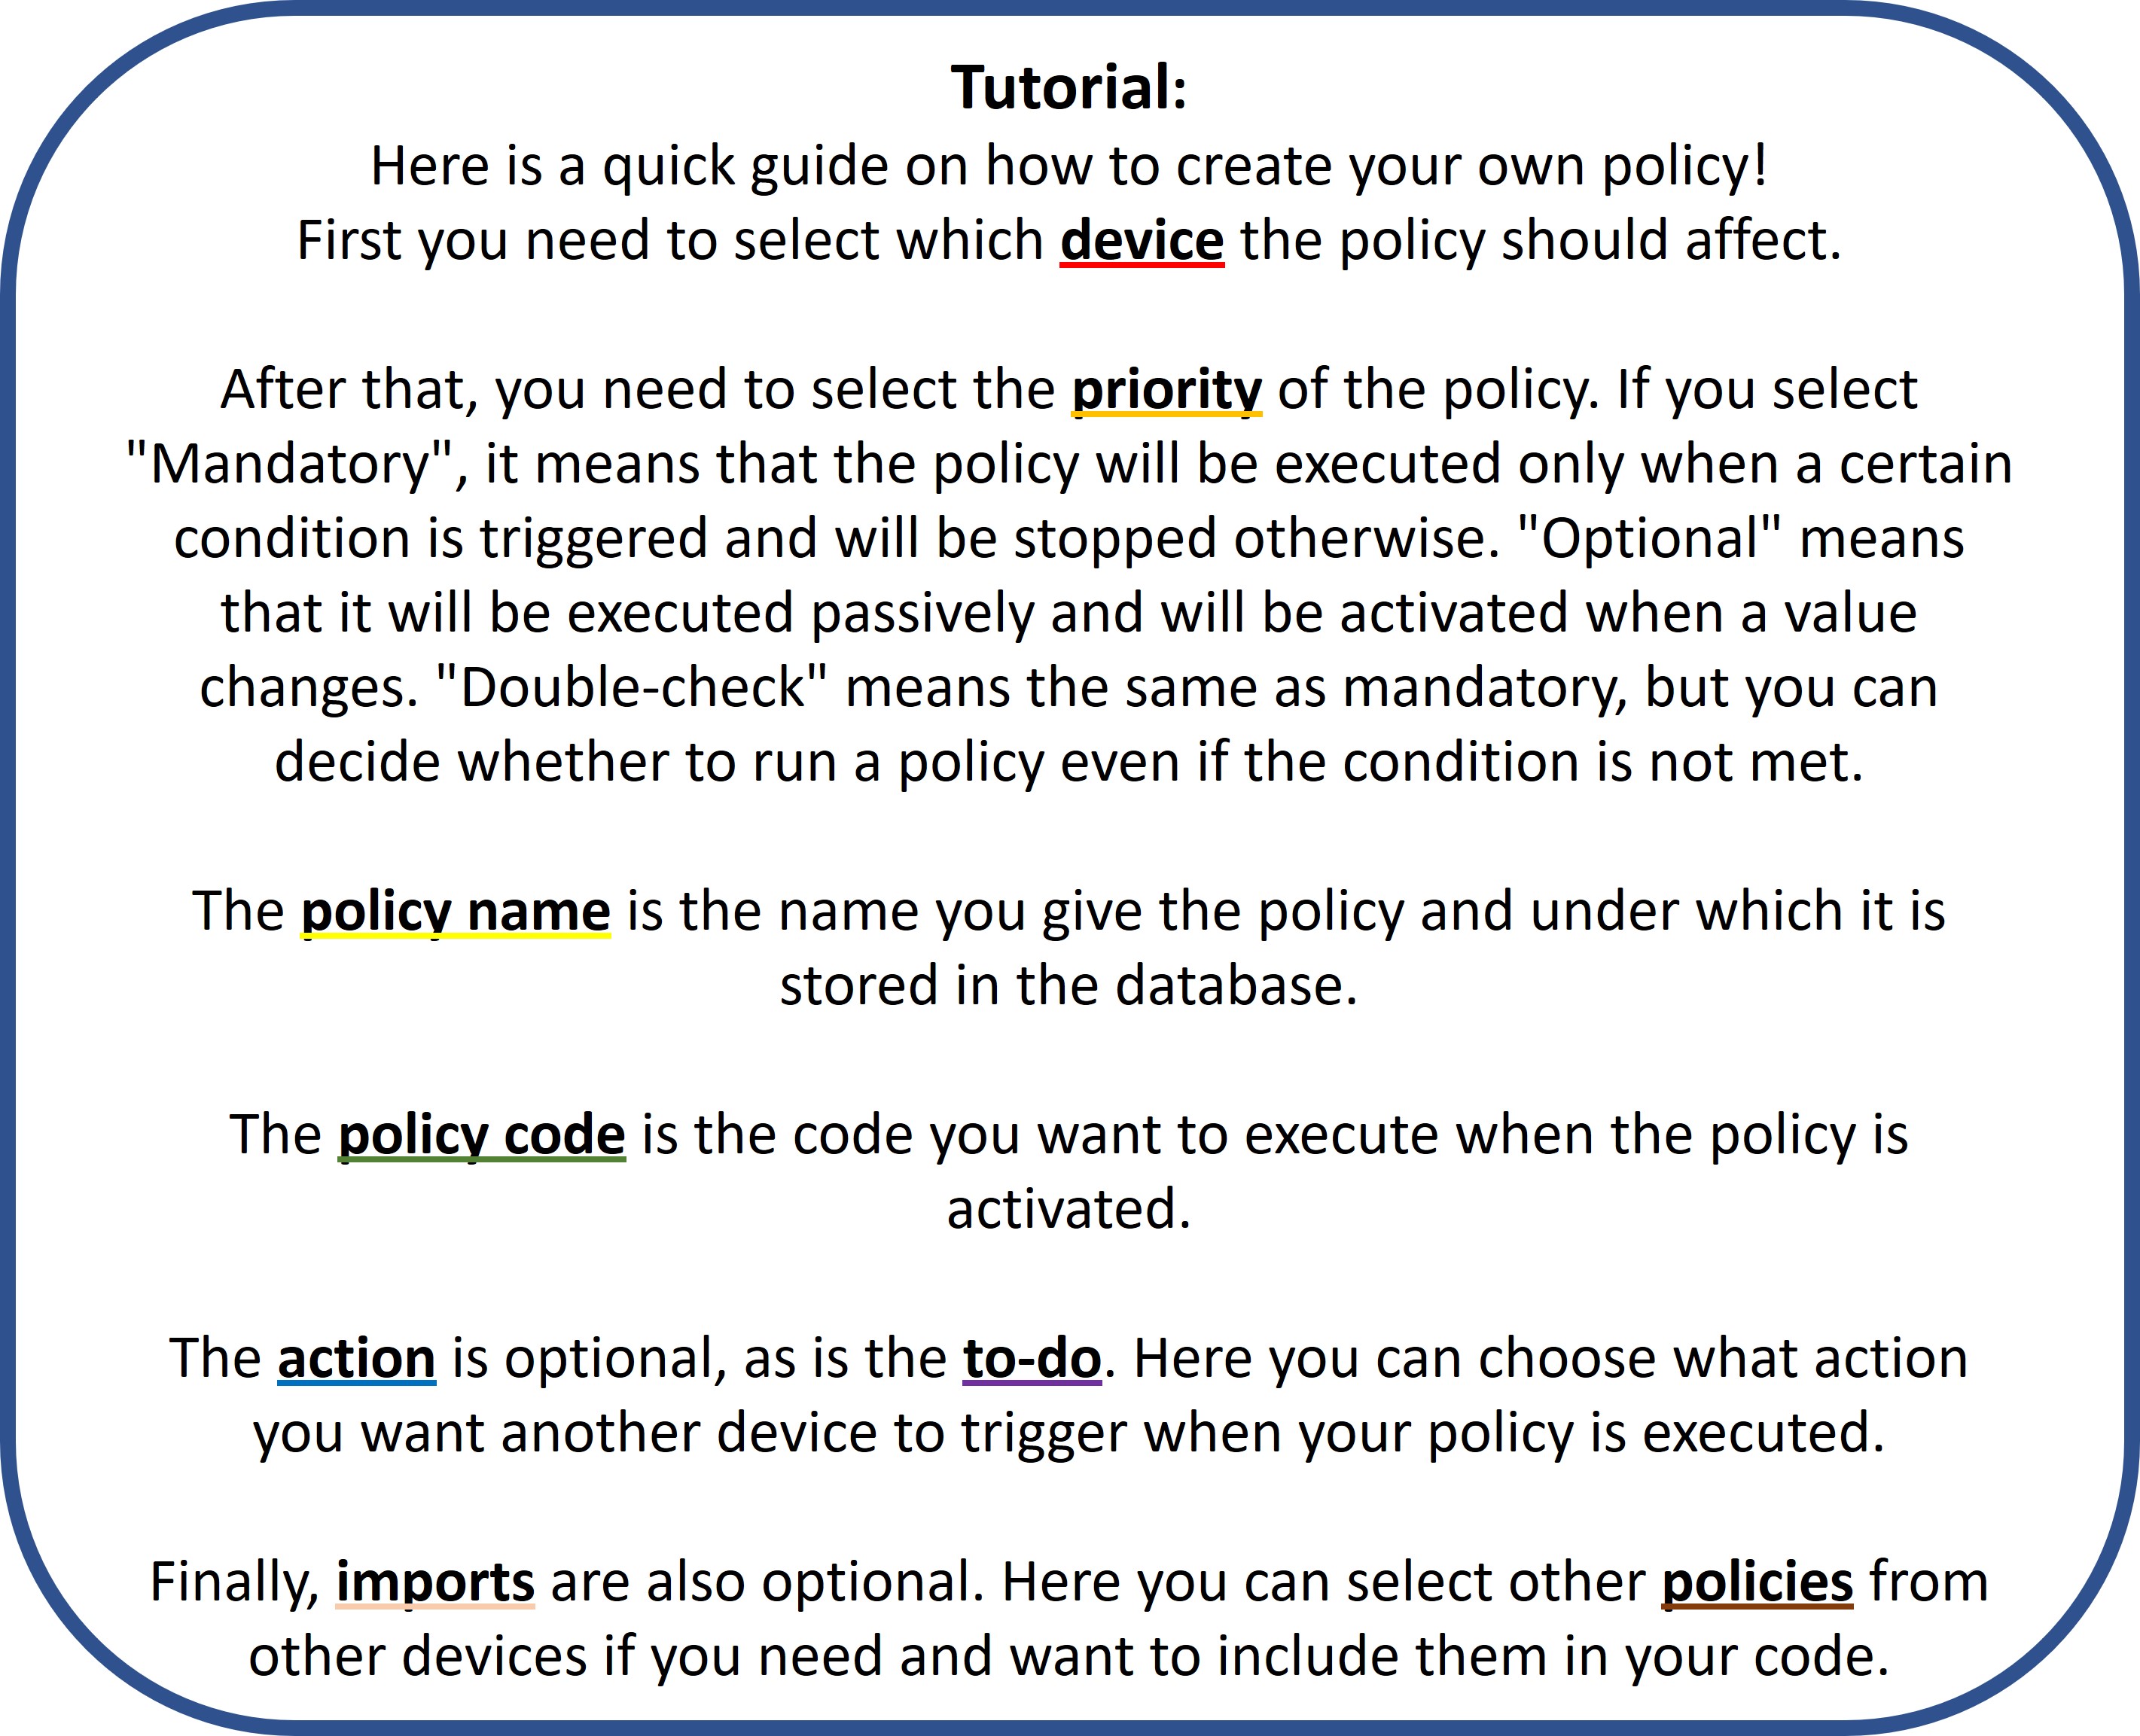 Tutorial:
Here is a quick guide on how to create your own policy!
First you need to select which device the policy should affect.
After that, you need to select the priority of the policy. If you select
"Mandatory", it means that the policy will be executed only when a certain
condition is triggered and will be stopped otherwise. "Optional" means
that it will be executed passively and will be activated when a value
changes. "Double-check" means the same as mandatory, but you can
decide whether to run a policy even if the condition is not met.
The policy name is the name you give the policy and under which it is
stored in the database.
The policy code is the code you want to execute when the policy is
activated.
The action is optional, as is the to-do. Here you can choose what action
you want another device to trigger when your policy is executed.
Finally, imports are also optional. Here you can select other policies from
other devices if you need and want to include them in your code.